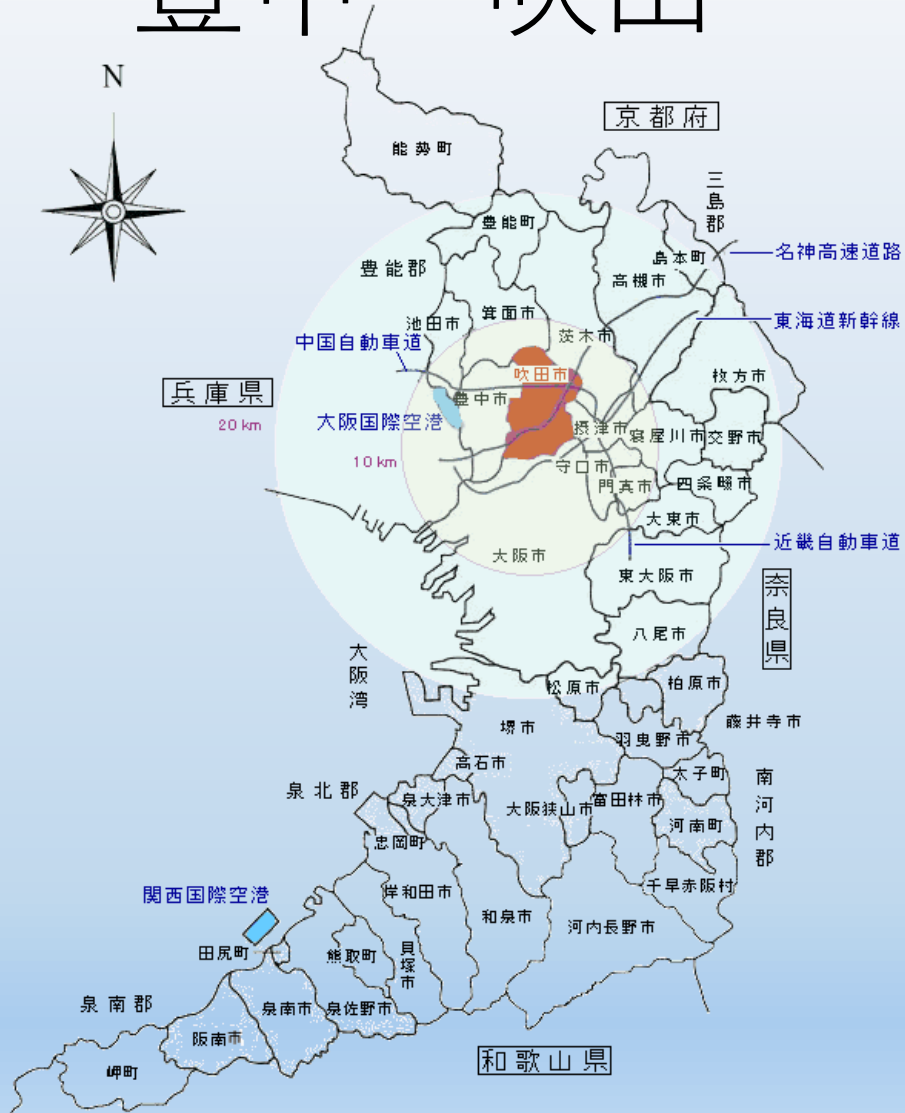 豊中 吹田
N
京都府
能勢町
三島郡
豊能町
島本町
名神高速道路
豊能郡
高槻市
箕面市
池田市
茨木市
東海道新幹線
中国自動車道
吹田市
枚方市
兵庫県
豊中市
20 km
大阪国際空港
摂津市
寝屋川市
交野市
10 km
守口市
門真市
四条畷市
大東市
大阪市
近畿自動車道
東大阪市
奈良県
八尾市
大阪湾
松原市
柏原市
堺市
藤井寺市
羽曳野市
高石市
太子町
南河内郡
泉北郡
泉大津市
大阪狭山市
富田林市
河南町
忠岡町
千早赤阪村
岸和田市
関西国際空港
和泉市
河内長野市
田尻町
熊取町
貝塚市
泉南郡
泉南市
泉佐野市
阪南市
岬町
和歌山県